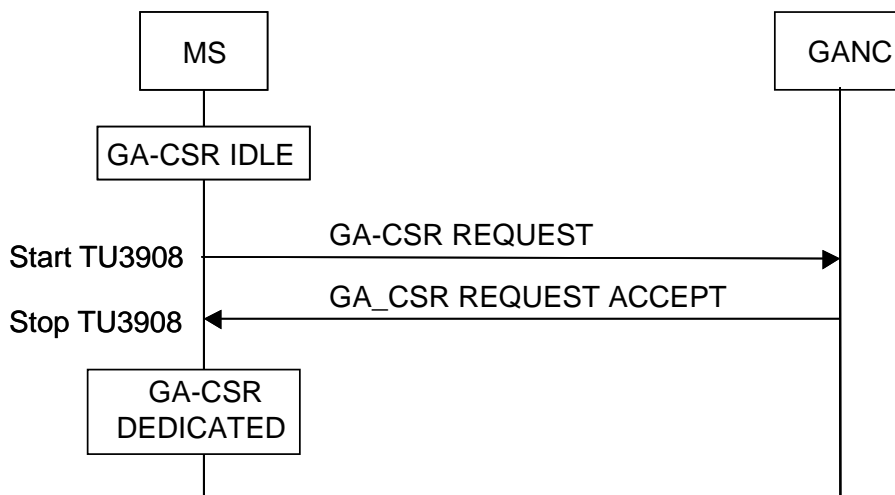 MS
GANC
GA-CSR IDLE
GA-CSR REQUEST
Start TU3908
GA_CSR REQUEST ACCEPT
Stop TU3908
GA-CSR
DEDICATED